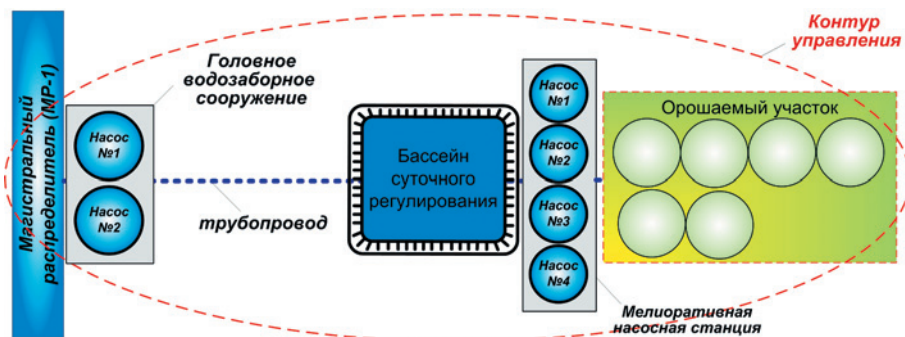 Магистральный
распределитель (МР-1)
Головное
водозаборное
сооружение
Насос
№1
Насос
№2
трубопровод
Бассейн
суточного
регулирования
Насос
№1
Насос
№2
Насос
№3
Насос
№4
Контур
управления
Орошаемый участок
Мелиоративная
насосная станция